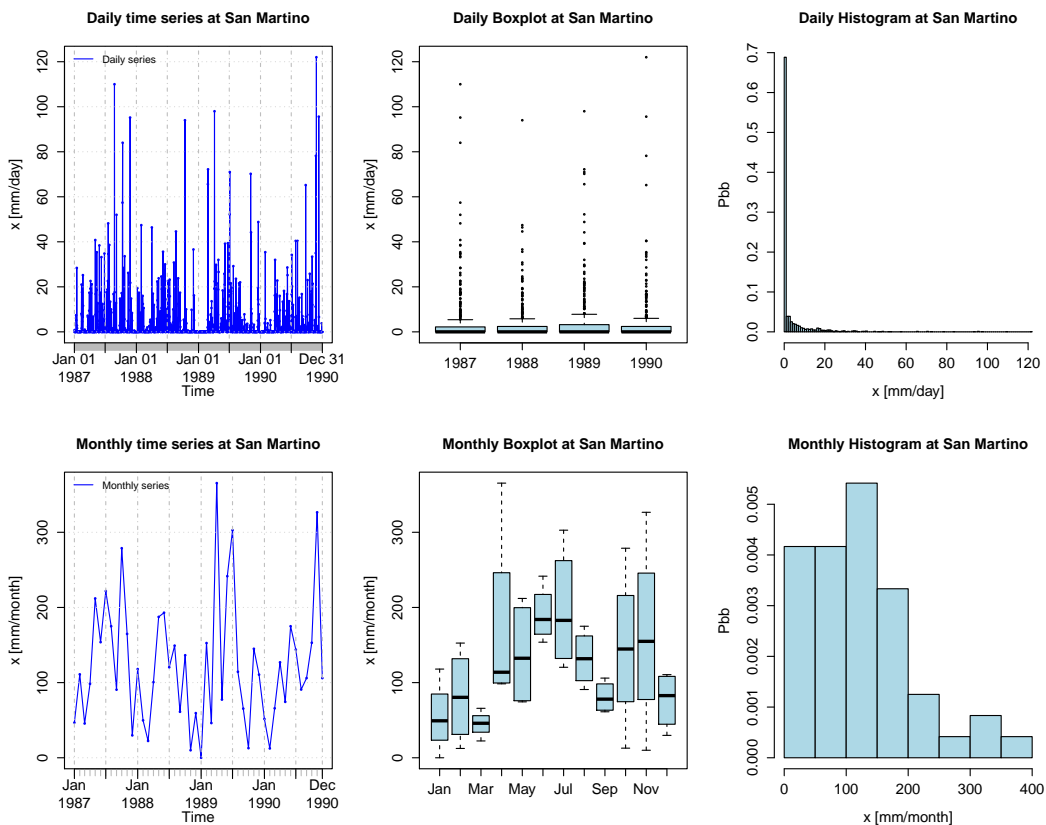 Daily time series at San Martino
x [mm/day]
0 20 40 60 80 100 120
Daily series
Jan 01 Jan 01 Jan 01 Jan 01 Dec 31
1987 1988 1989 1990 1990
Time
Daily Boxplot at San Martino
x [mm/day]
0 20 40 60 80 100 120
1987 1988 1989 1990
Daily Histogram at San Martino
Pbb
0.0 0.1 0.2 0.3 0.4 0.5 0.6 0.7
0 20 40 60 80 100 120
x [mm/day]
Monthly time series at San Martino
x [mm/month]
0 100 200 300
Monthly series
Jan Jan Jan Jan Dec
1987 1988 1989 1990 1990
Time
Monthly Boxplot at San Martino
x [mm/month]
0 100 200 300
Jan Mar May Jul Sep Nov
Monthly Histogram at San Martino
Pbb
0.000 0.001 0.002 0.003 0.004 0.005
0 100 200 300 400
x [mm/month]